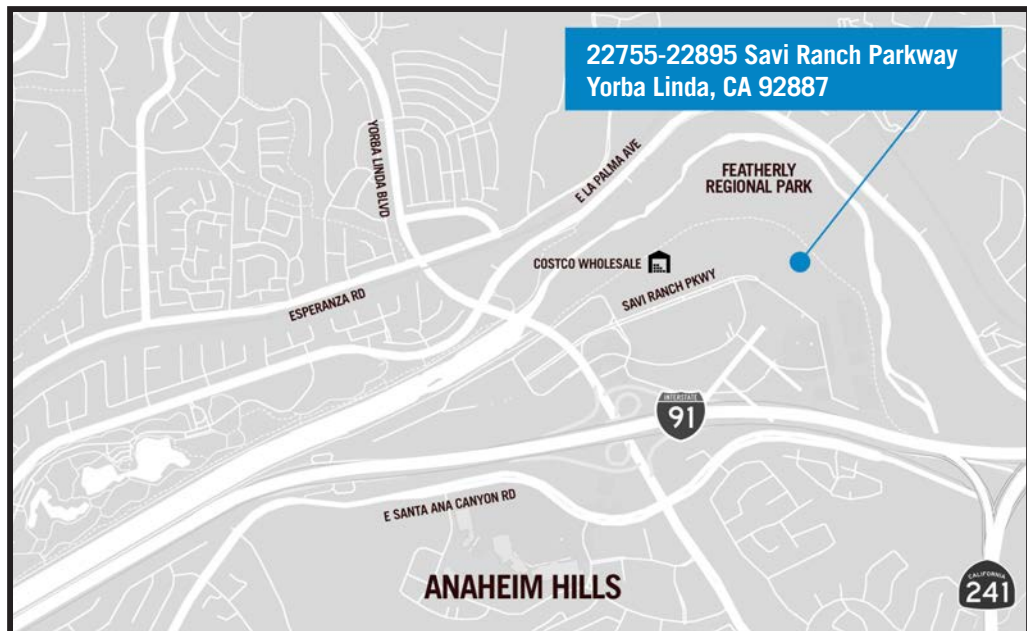 22755-22895 Savi Ranch Parkway
Yorba Linda, CA 92887
YORBA LINDA BLVD
E LA PALMA AVE
FEATHERLY
REGIONAL PARK
COSTCO WHOLESALE
SAVI RANCH PKWY
ESPERANZA RD
INTERSTATE
91
E SANTA ANA CANYON RD
ANAHEIM HILLS
CALIFORNIA
241